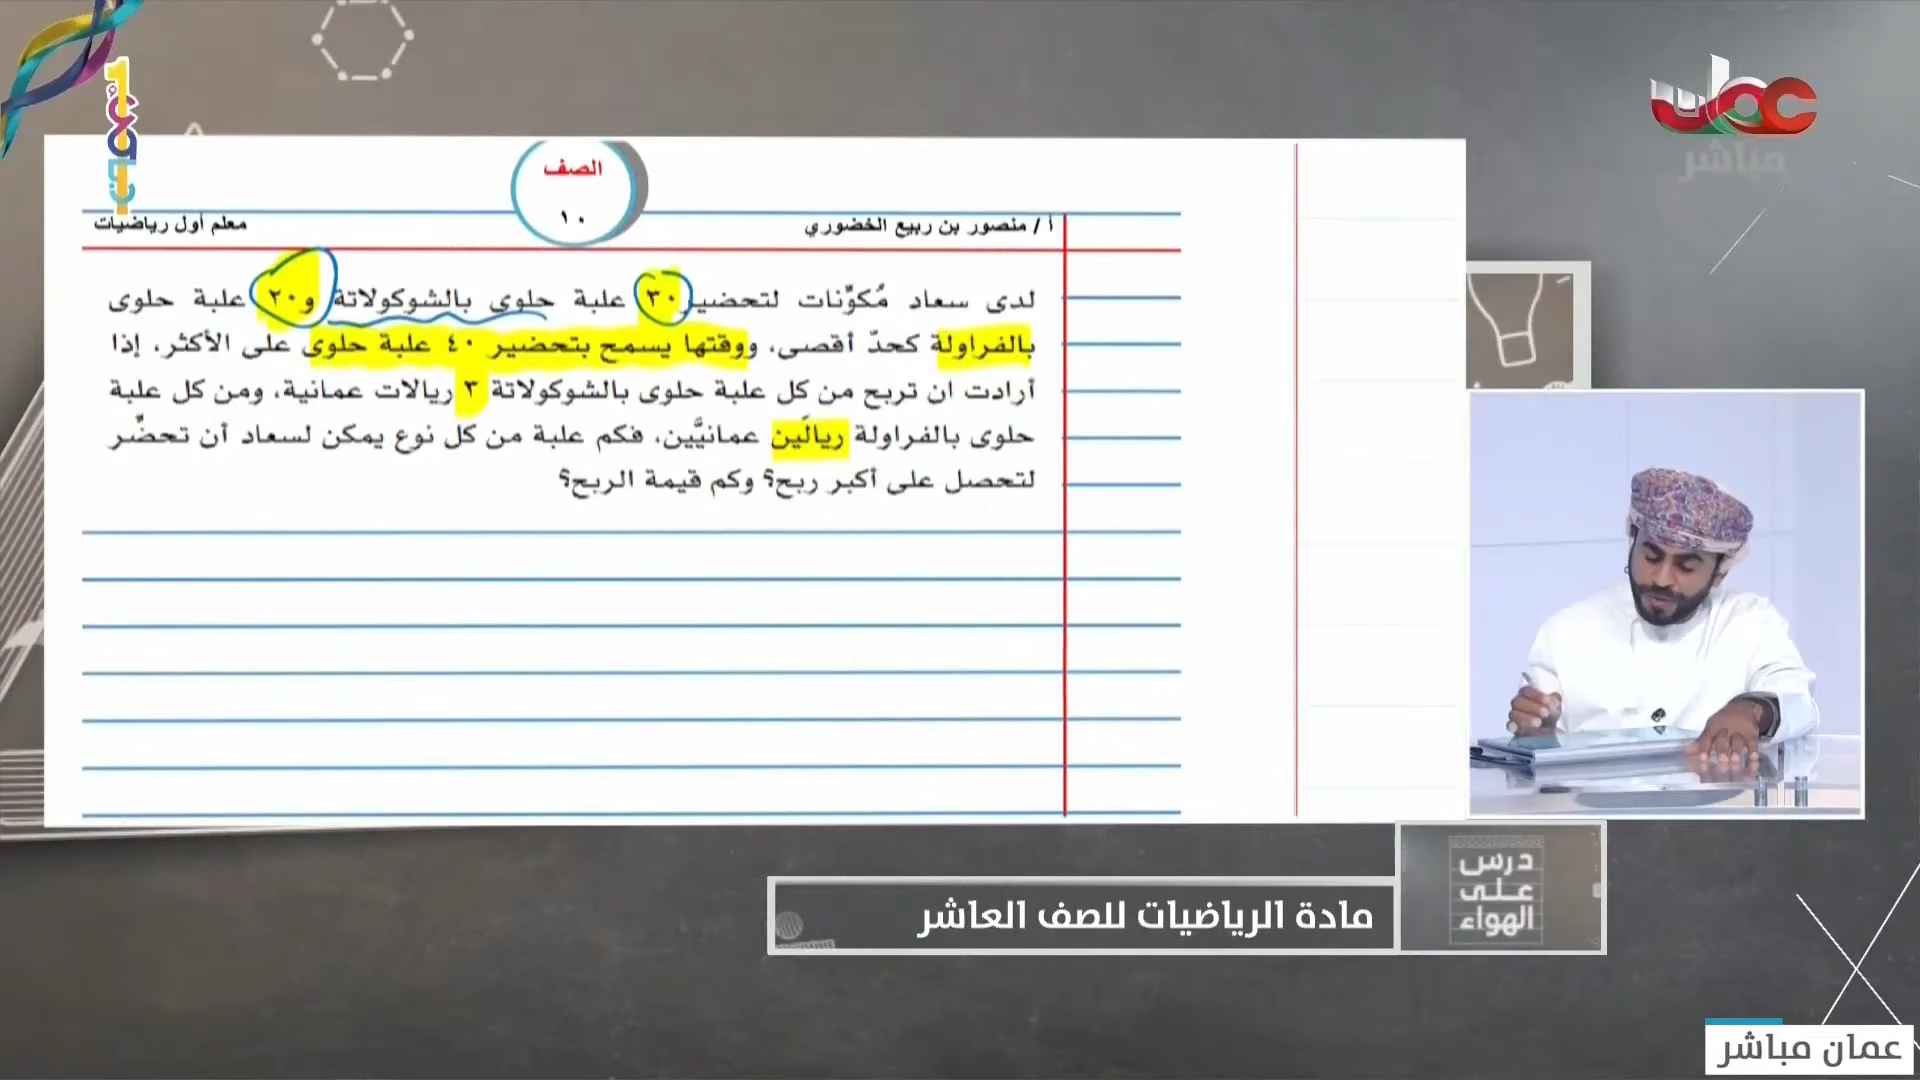 عمان
مباشر
الصف
١٠
أ / منصور بن ربيع الخضوري
معلم أول رياضيات
لدى سعاد مُكوِّنات لتحضير ٣٠ علبة حلوى بالشوكولاتة و٢٠ علبة حلوى
بالفراولة كحدّ أقصى، ووقتها يسمح بتحضير ٤٠ علبة حلوى على الأكثر، إذا
أرادت ان تربح من كل علبة حلوى بالشوكولاتة ٣ ريالات عمانية، ومن كل علبة
حلوى بالفراولة ريالَين عمانيَّين، فكم علبة من كل نوع يمكن لسعاد أن تحضِّر
لتحصل على أكبر ربح؟ وكم قيمة الربح؟
درس
على
الهواء
مادة الرياضيات للصف العاشر
عمان مباشر